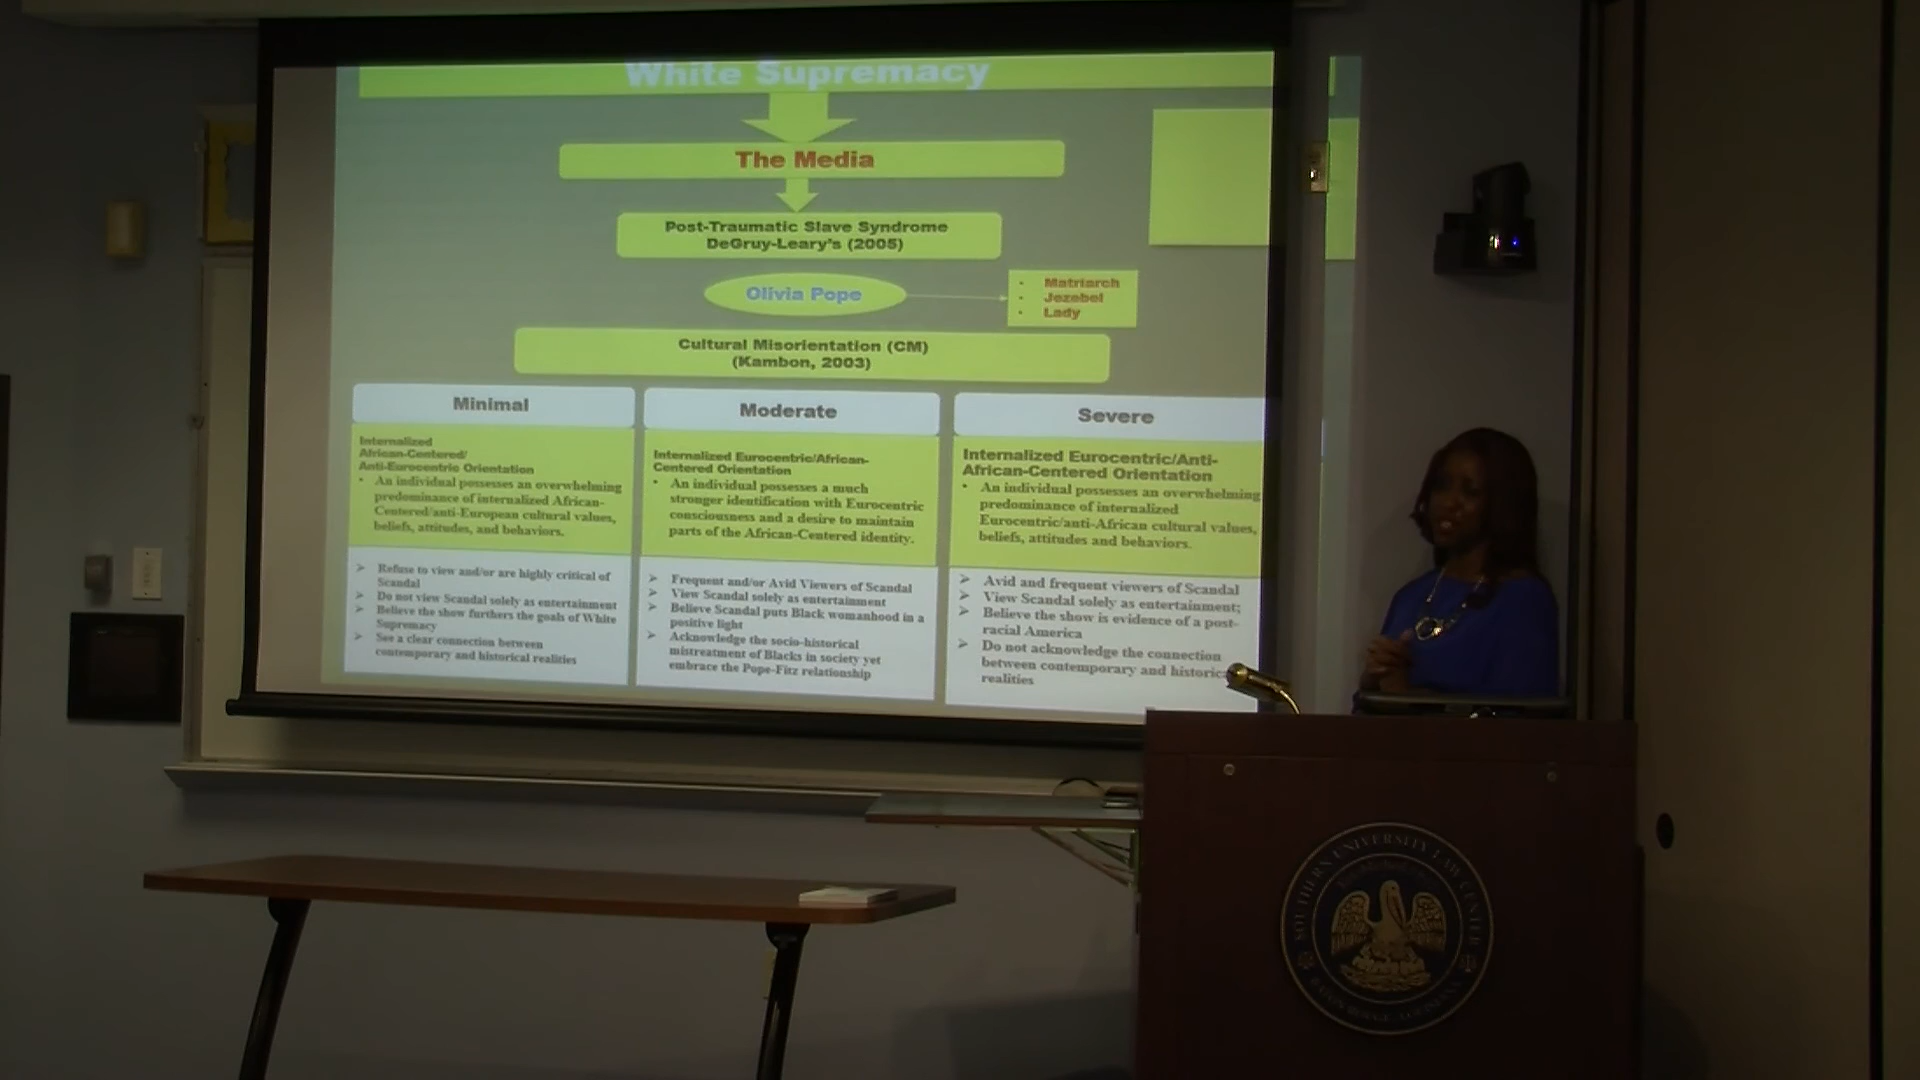 White Supremacy
The Media
Post-Traumatic Slave Syndrome
DeGruy-Leary's (2005)
Olivia Pope
• Matriarch
• Jezebel
• Lady
Cultural Misorientation (CM)
(Kambon, 2003)
Minimal
Internalized
African-Centered/
Anti-Eurocentric Orientation
• An individual possesses an overwhelming
predominance of internalized African-
Centered/anti-European cultural values,
beliefs, attitudes, and behaviors.
➢ Refuse to view and/or are highly critical of
Scandal
➢ Do not view Scandal solely as entertainment
➢ Believe the show furthers the goals of White
Supremacy
➢ See a clear connection between
contemporary and historical realities
Moderate
Internalized Eurocentric/African-
Centered Orientation
• An individual possesses a much
stronger identification with Eurocentric
consciousness and a desire to maintain
parts of the African-Centered identity.
➢ Frequent and/or Avid Viewers of Scandal
➢ View Scandal solely as entertainment
➢ Believe Scandal puts Black womanhood in a
positive light
➢ Acknowledge the socio-historical
mistreatment of Blacks in society yet
embrace the Pope-Fitz relationship
Severe
Internalized Eurocentric/Anti-
African-Centered Orientation
• An individual possesses an overwhelming
predominance of internalized
Eurocentric/anti-African cultural values,
beliefs, attitudes and behaviors.
➢ Avid and frequent viewers of Scandal
➢ View Scandal solely as entertainment;
➢ Believe the show is evidence of a post-
racial America
➢ Do not acknowledge the connection
between contemporary and historic
realities
SOUTHERN UNIVERSITY LAW CENTER
BATON ROUGE, LOUISIANA